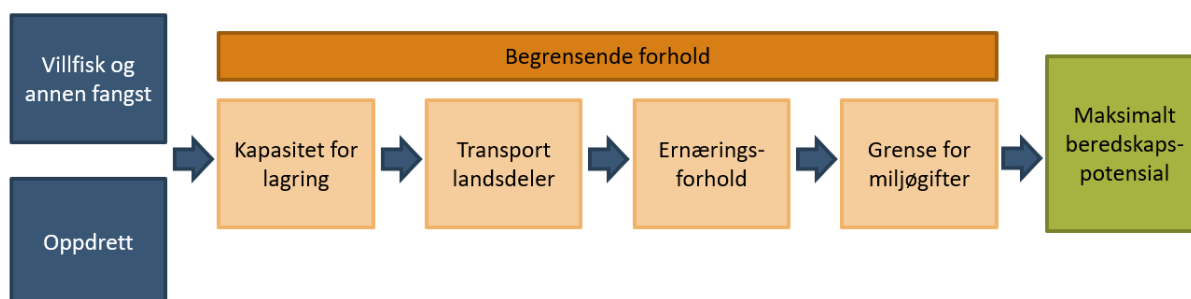 Villfisk og
annen fangst
Oppdrett
Begrensende forhold
Kapasitet for
lagring
Transport
landsdeler
Ernærings-
forhold
Grense for
miljøgifter
Maksimalt
beredskaps-
potensial